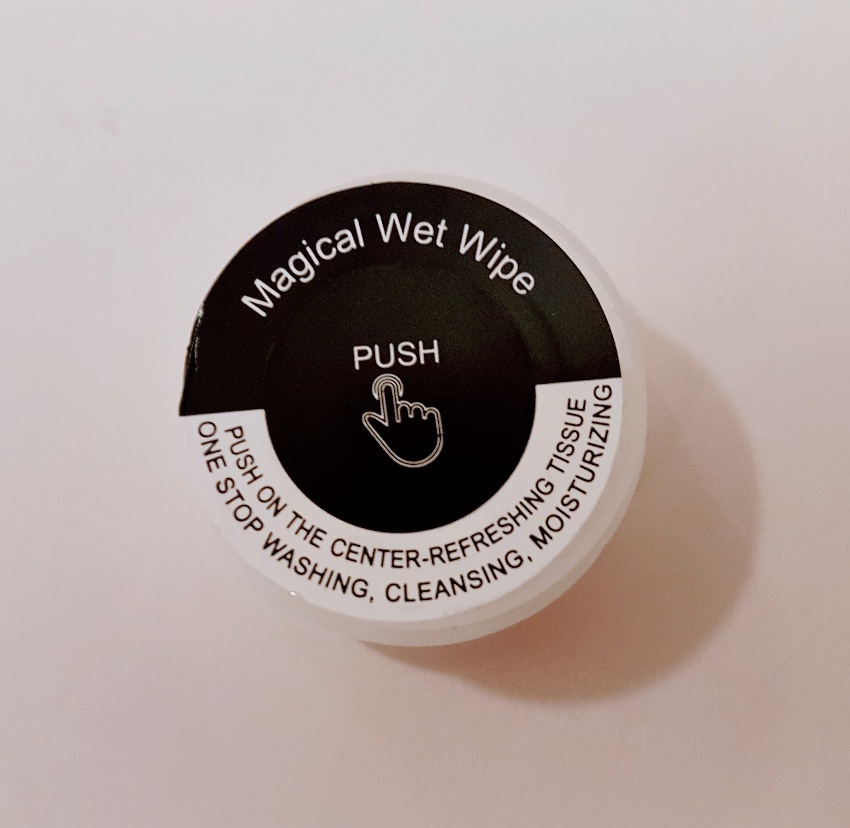 Magical Wet Wipe
PUSH
PUSH ON THE CENTER-REFRESHING TISSUE
ONE STOP WASHING, CLEANSING, MOISTURIZING